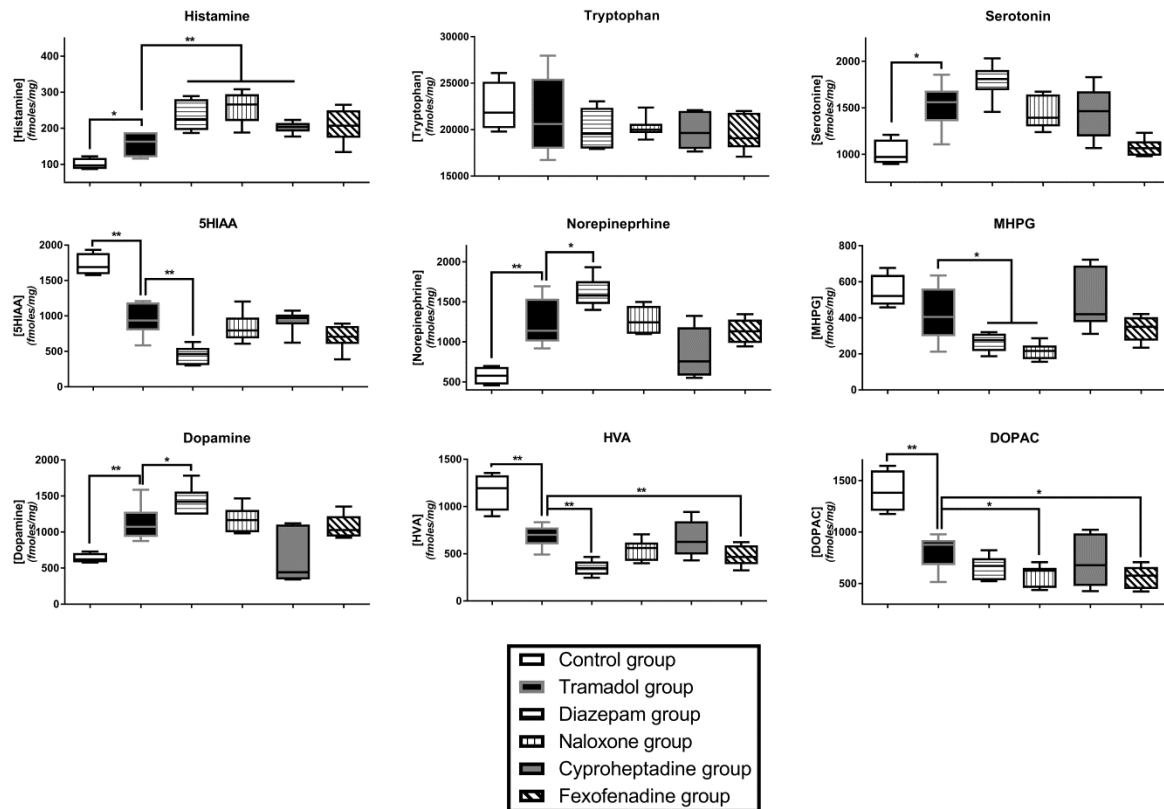 Histamine
[Histamine]
(fmoles/mg)
400
300
200
100
*
**
Tryptophan
[Tryptophan]
(fmoles/mg)
30000
25000
20000
15000
Serotonin
[Serotonine]
(fmoles/mg)
2000
1500
1000
*
5HIAA
[5HIAA]
(fmoles/mg)
2000
1500
1000
500
0
**
**
Norepineprhine
[Norepinephrine]
(fmoles/mg)
2000
1500
1000
500
**
*
MHPG
[MHPG]
(fmoles/mg)
800
600
400
200
0
*
Dopamine
[Dopamine]
(fmoles/mg)
2000
1500
1000
500
0
**
*
HVA
[HVA]
(fmoles/mg)
1500
1000
500
0
**
**
**
DOPAC
[DOPAC]
(fmoles/mg)
1500
1000
500
**
*
*
Control group
Tramadol group
Diazepam group
Naloxone group
Cyproheptadine group
Fexofenadine group